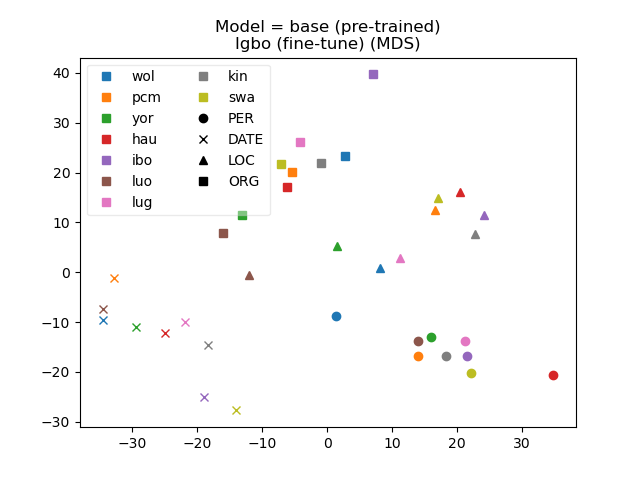 Model = base (pre-trained)
Igbo (fine-tune) (MDS)
wol
pcm
yor
hau
ibo
luo
lug
kin
swa
PER
DATE
LOC
ORG
40
30
20
10
0
−10
−20
−30
−30 −20 −10 0 10 20 30